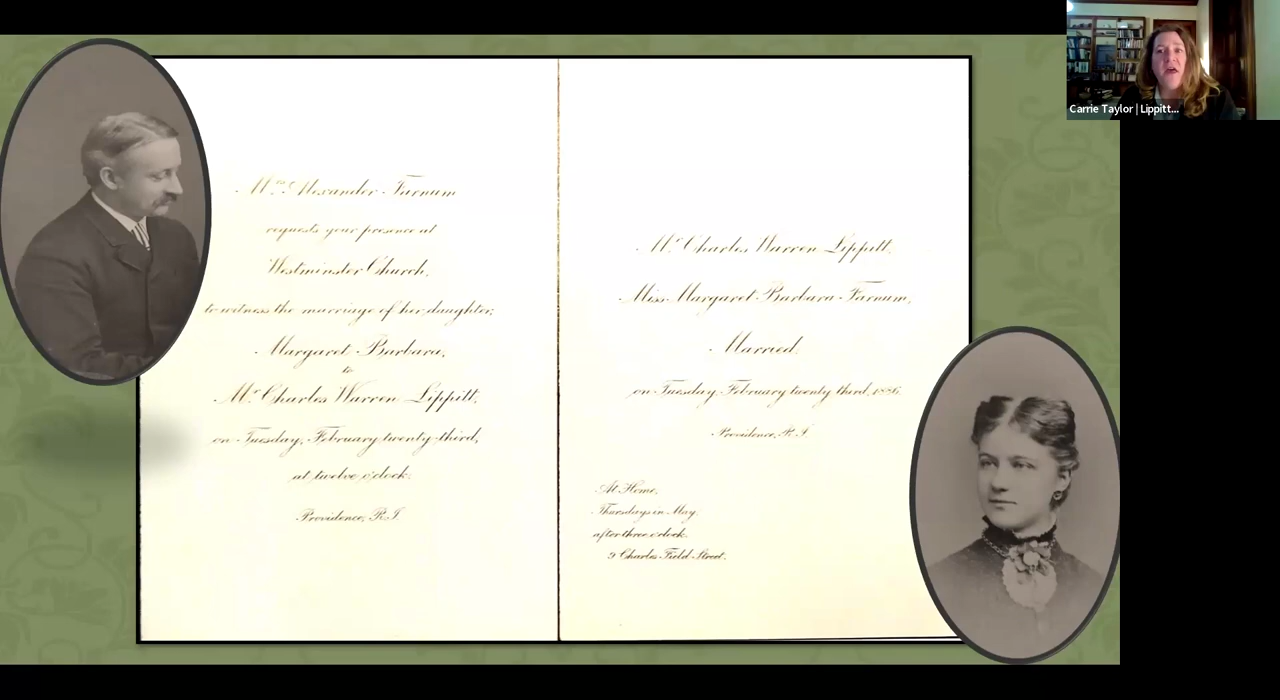 Mrs. Alexander Farnum
requests your presence at
Westminster Church,
to witness the marriage of her daughter,
Margaret Barbara,
to
Mr. Charles Warren Lippitt,
on Tuesday, February twenty-third,
at twelve o'clock.
Providence, R.I.
Mr. Charles Warren Lippitt,
Miss Margaret Barbara Farnum,
Married,
on Tuesday, February twenty third, 1886,
Providence, R.I.
At Home,
Thursdays in May,
after three o'clock.
9 Charles Field Street.
Carrie Taylor | Lippitt...